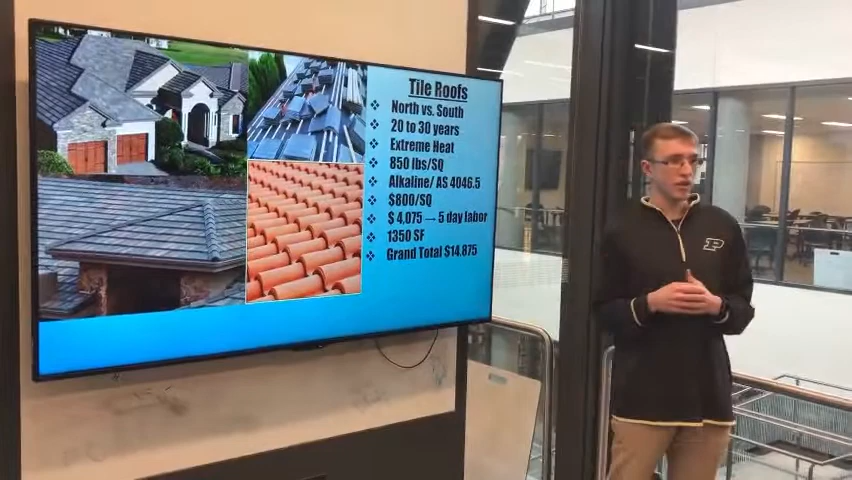 Tile Roofs
❖ North vs. South
❖ 20 to 30 years
❖ Extreme Heat
❖ 850 lbs/SQ
❖ Alkaline/ AS 4046.5
❖ $800/SQ
❖ $ 4,075 → 5 day labor
❖ 1350 SF
❖ Grand Total $14,875
P